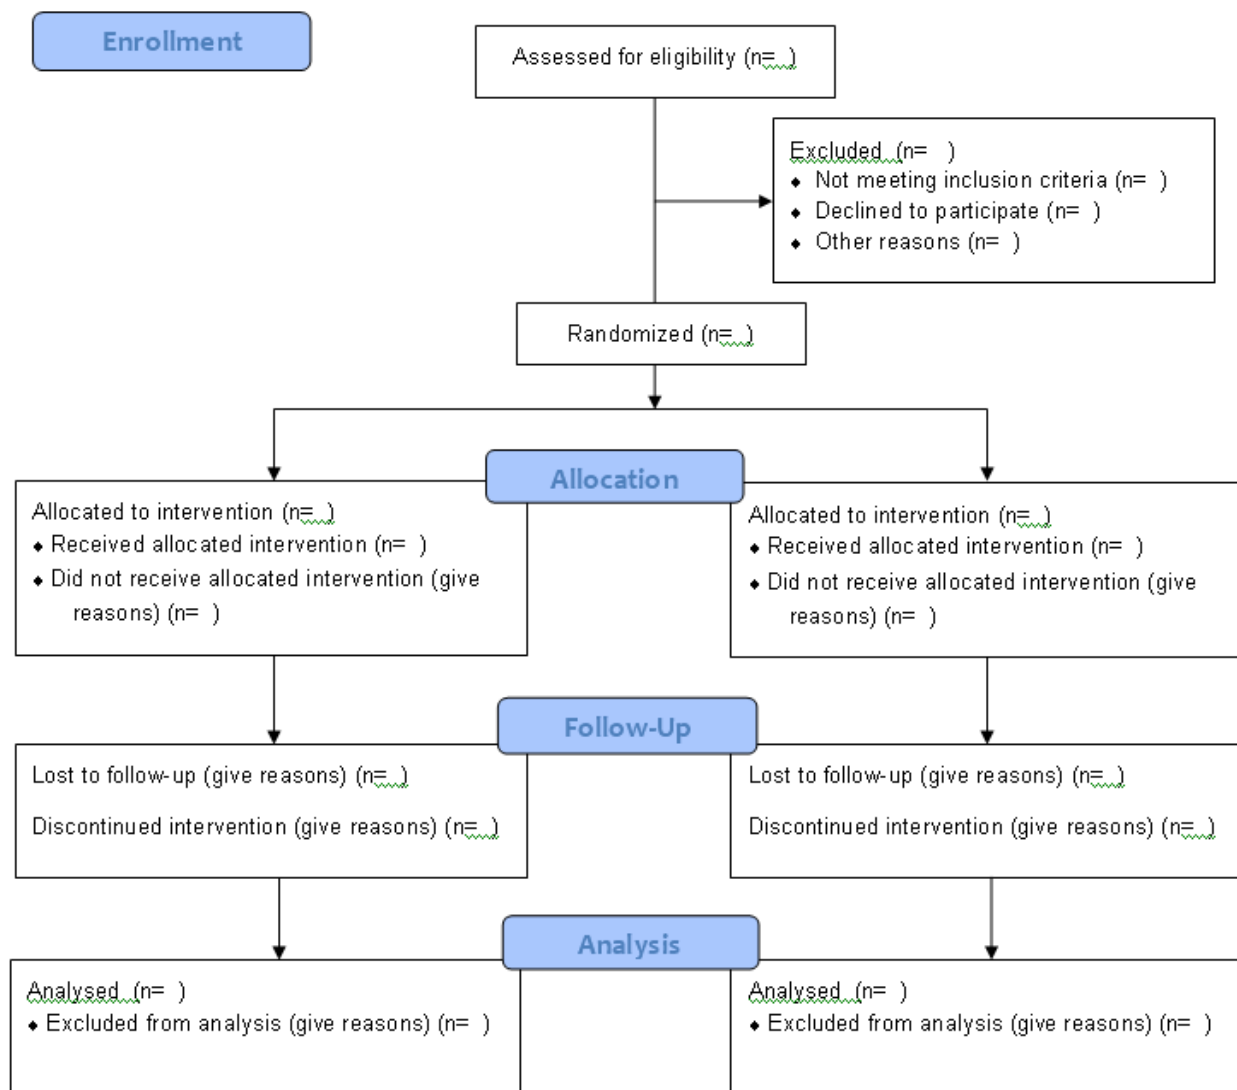 Enrollment
Assessed for eligibility (n= )
Excluded (n= )
♦ Not meeting inclusion criteria (n= )
♦ Declined to participate (n= )
♦ Other reasons (n= )
Randomized (n= )
Allocation
Allocated to intervention (n= )
♦ Received allocated intervention (n= )
♦ Did not receive allocated intervention (give
reasons) (n= )
Allocated to intervention (n= )
♦ Received allocated intervention (n= )
♦ Did not receive allocated intervention (give
reasons) (n= )
Follow-Up
Lost to follow-up (give reasons) (n= )
Discontinued intervention (give reasons) (n= )
Lost to follow-up (give reasons) (n= )
Discontinued intervention (give reasons) (n= )
Analysis
Analysed (n= )
♦ Excluded from analysis (give reasons) (n= )
Analysed (n= )
♦ Excluded from analysis (give reasons) (n= )